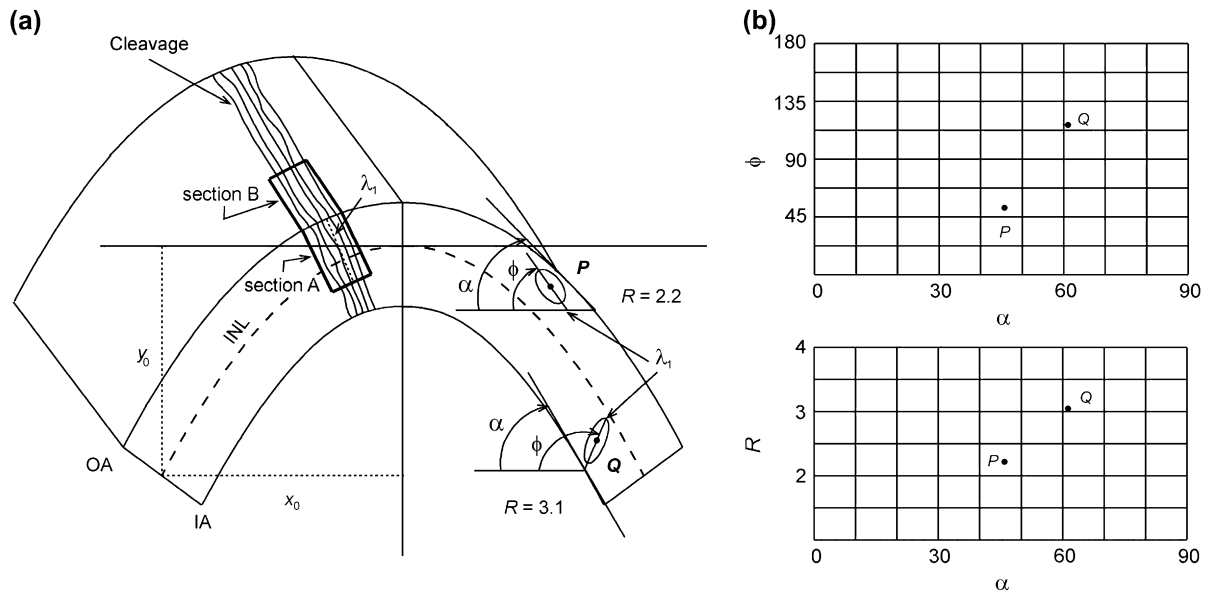 (a)
Cleavage
section B
λ1
section A
INL
α
ϕ
P
R = 2.2
y0
λ1
α
ϕ
Q
OA
x0
R = 3.1
IA
(b)
180
135
90
45
ϕ
Q
P
0
30
60
90
α
4
3
2
R
Q
P
0
30
60
90
α